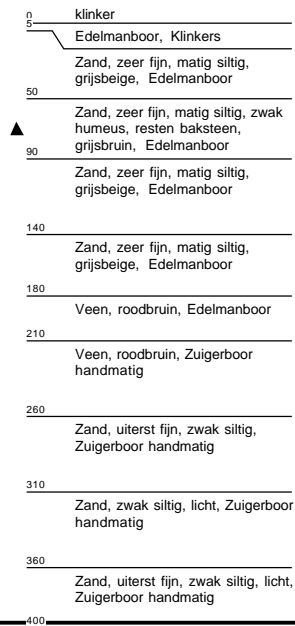 0 klinker
5
Edelmanboor, Klinkers
Zand, zeer fijn, matig siltig,
grijsbeige, Edelmanboor
50
Zand, zeer fijn, matig siltig, zwak
humeus, resten baksteen,
grijsbruin, Edelmanboor
90
Zand, zeer fijn, matig siltig,
grijsbeige, Edelmanboor
140
Zand, zeer fijn, matig siltig,
grijsbeige, Edelmanboor
180
Veen, roodbruin, Edelmanboor
210
Veen, roodbruin, Zuigerboor
handmatig
260
Zand, uiterst fijn, zwak siltig,
Zuigerboor handmatig
310
Zand, zwak siltig, licht, Zuigerboor
handmatig
360
Zand, uiterst fijn, zwak siltig, licht,
Zuigerboor handmatig
400